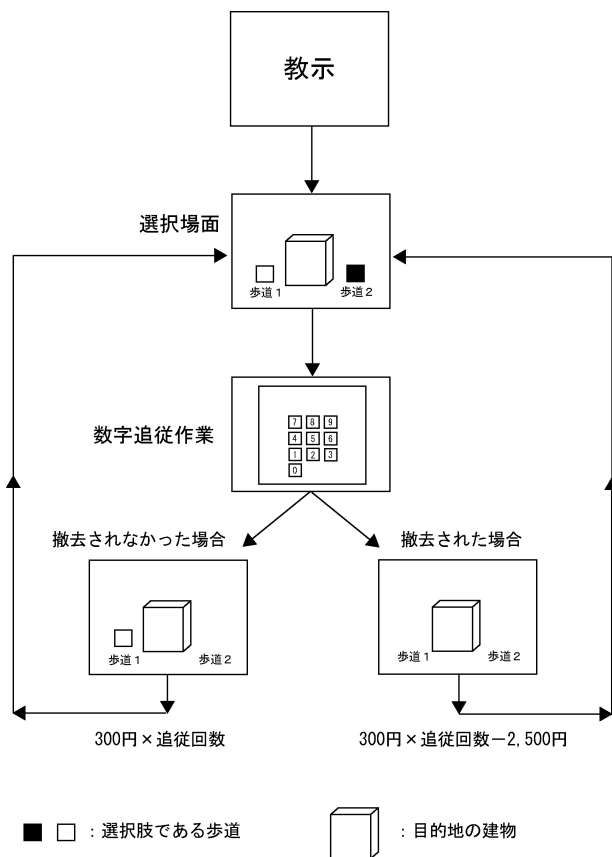 教示
選択場面
歩道1
歩道2
数字追従作業
7 8 9
4 5 6
1 2 3
0
撤去されなかった場合
撤去された場合
歩道1 歩道2
歩道1 歩道2
300円×追従回数
300円×追従回数−2,500円
■ □ : 選択肢である歩道
: 目的地の建物